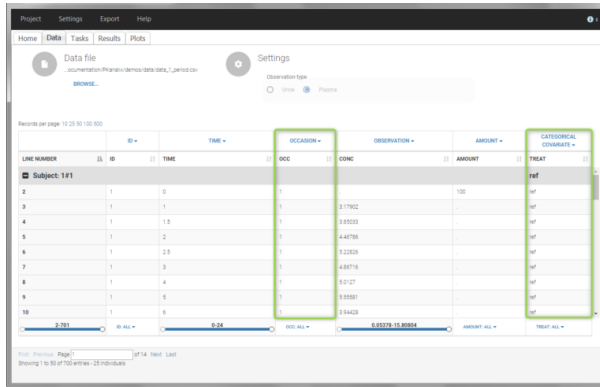 Project Settings Export Help
Home Data Tasks Results Plots
Data file
..ocumentation/PKanalix/demos/data/data_1_period.csv
BROWSE...
Settings
Observation type
Urine Plasma
Records per page: 10 25 50 100 500
ID TIME OCCASION OBSERVATION AMOUNT CATEGORICAL COVARIATE
LINE NUMBER ID TIME OCC CONC AMOUNT TREAT
Subject: 1#1 ref
2 1 0 1 . 100 ref
3 1 1 1 3.17902 . ref
4 1 1.5 1 . ref
5 1 2 1 4.46786 . ref
6 1 2.5 1 5.22826 . ref
7 1 3 1 4.86716 . ref
8 1 4 1 5.0127 . ref
9 1 5 1 5.55581 . ref
10 1 6 1 3.94428 . ref
2-701 ID: ALL 0-24 OCC: ALL 0.05378-15.80804 AMOUNT: ALL TREAT: ALL
First Previous Page 1 of 14 Next Last
Showing 1 to 50 of 700 entries - 25 individuals